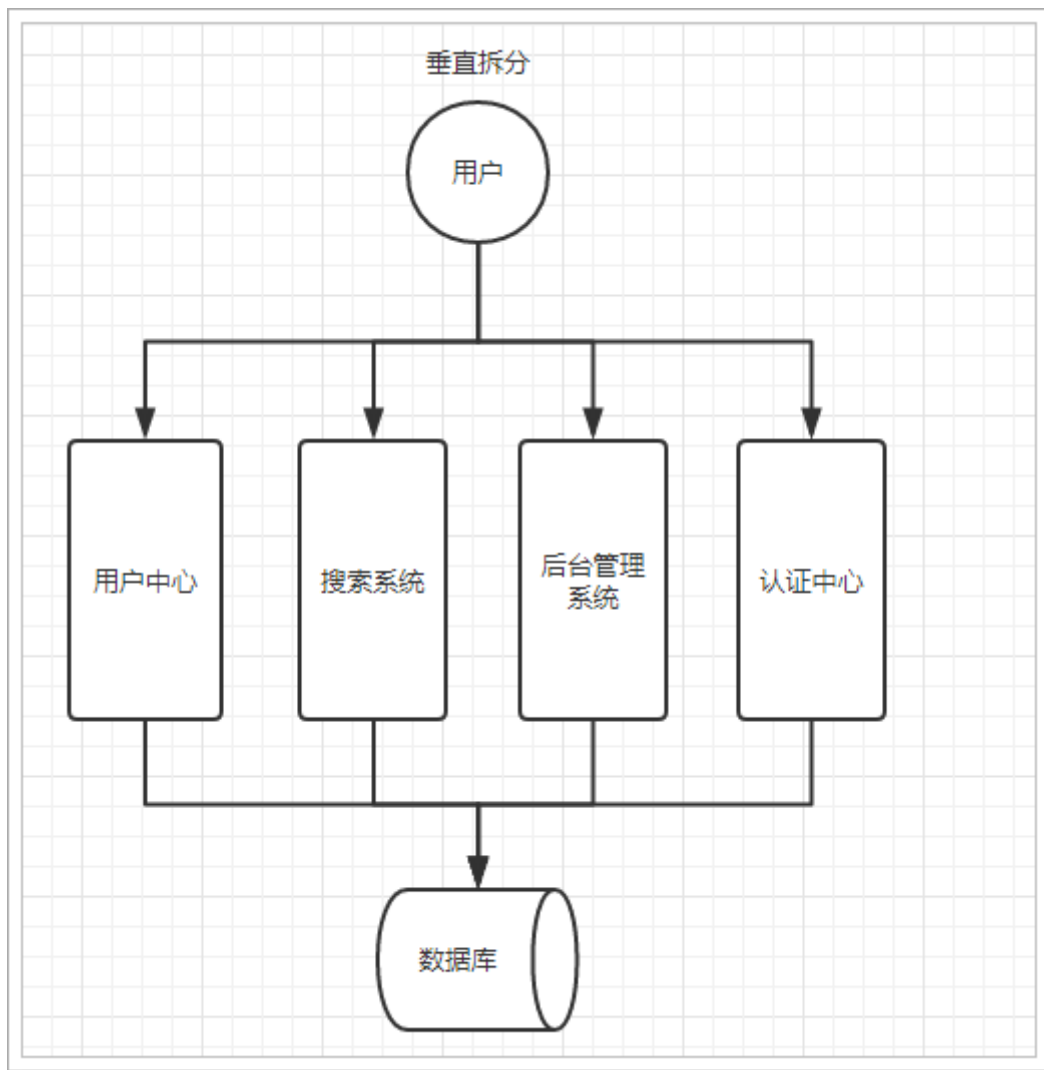 垂直拆分
用户
用户中心
搜索系统
后台管理
系统
认证中心
数据库